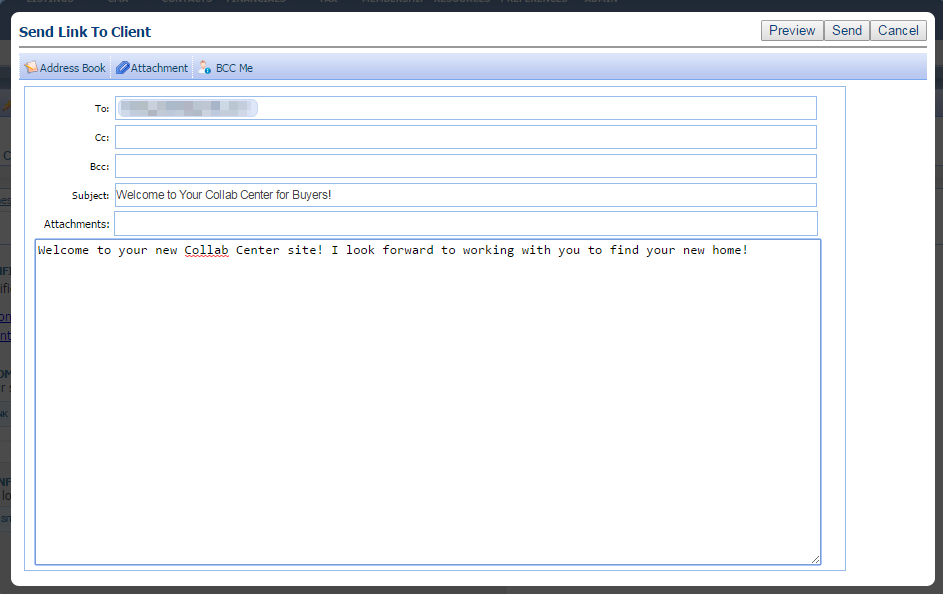 Send Link To Client
Preview Send Cancel
Address Book Attachment BCC Me
To:
Cc:
Bcc:
Subject: Welcome to Your Collab Center for Buyers!
Attachments:
Welcome to your new Collab Center site! I look forward to working with you to find your new home!